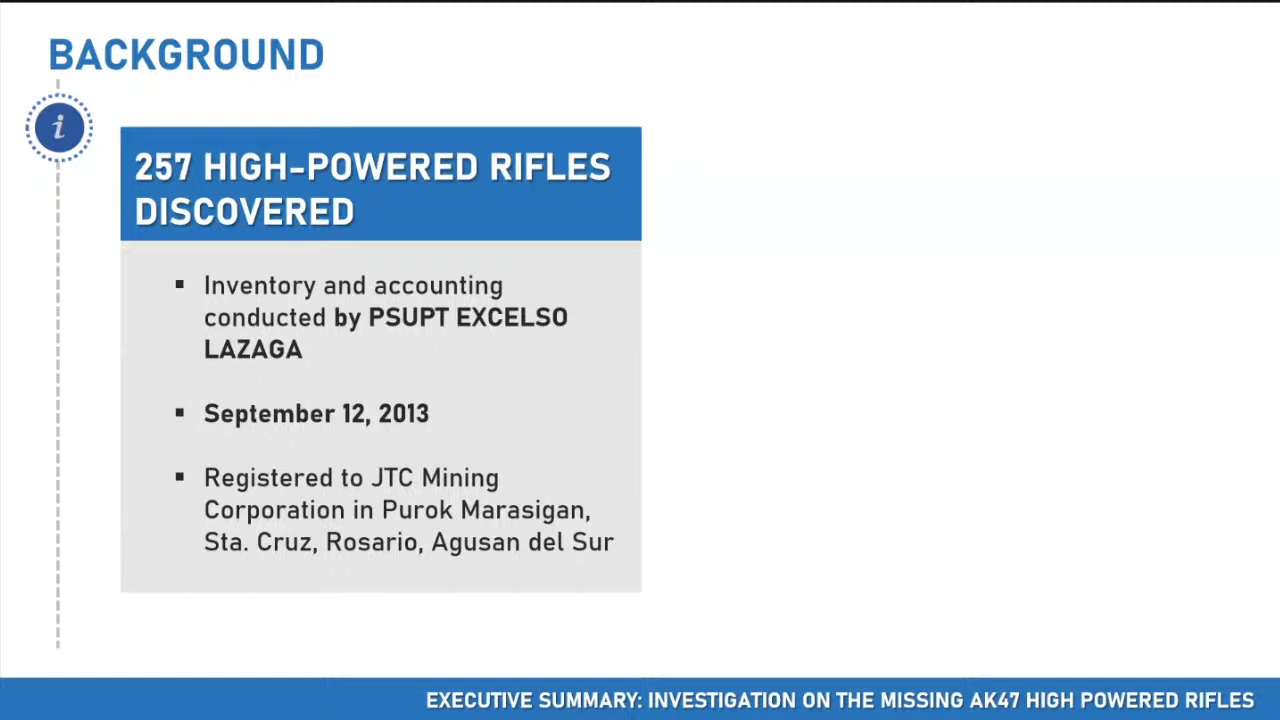 BACKGROUND
i
257 HIGH-POWERED RIFLES
DISCOVERED
▪ Inventory and accounting
conducted by PSUPT EXCELSO
LAZAGA
▪ September 12, 2013
▪ Registered to JTC Mining
Corporation in Purok Marasigan,
Sta. Cruz, Rosario, Agusan del Sur
EXECUTIVE SUMMARY: INVESTIGATION ON THE MISSING AK47 HIGH POWERED RIFLES